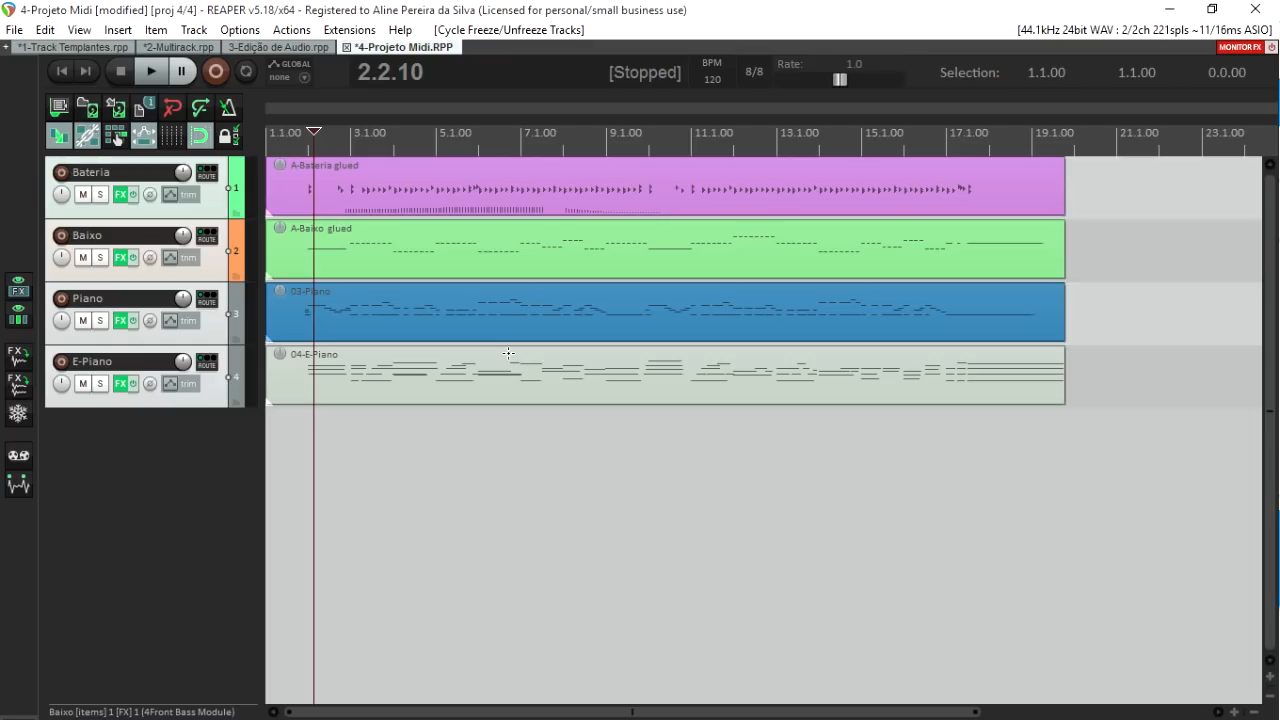 4-Projeto Midi [modified] [proj 4/4] - REAPER v5.18/x64 - Registered to Aline Pereira da Silva (Licensed for personal/small business use)
File Edit View Insert Item Track Options Actions Extensions Help [Cycle Freeze/Unfreeze Tracks] [44.1kHz 24bit WAV : 2/2ch 221spls ~11/16ms ASIO]
+ *1-Track Templantes.rpp *2-Multirack.rpp 3-Edição de Audio.rpp *4-Projeto Midi.RPP MONITOR FX
GLOBAL
none
2.2.10 [Stopped] BPM
120
8/8 Rate: 1.0 Selection: 1.1.00 1.1.00 0.0.00
1.1.00 3.1.00 5.1.00 7.1.00 9.1.00 11.1.00 13.1.00 15.1.00 17.1.00 19.1.00 21.1.00 23.1.00
Bateria ROUTE
M S FX trim 1
A-Bateria glued
Baixo ROUTE
M S FX trim 2
A-Baixo glued
Piano ROUTE
M S FX trim 3
03-Piano
E-Piano ROUTE
M S FX trim 4
04-E-Piano
FX
FX
FX
Baixo [items] 1 [FX] 1 (4Front Bass Module)